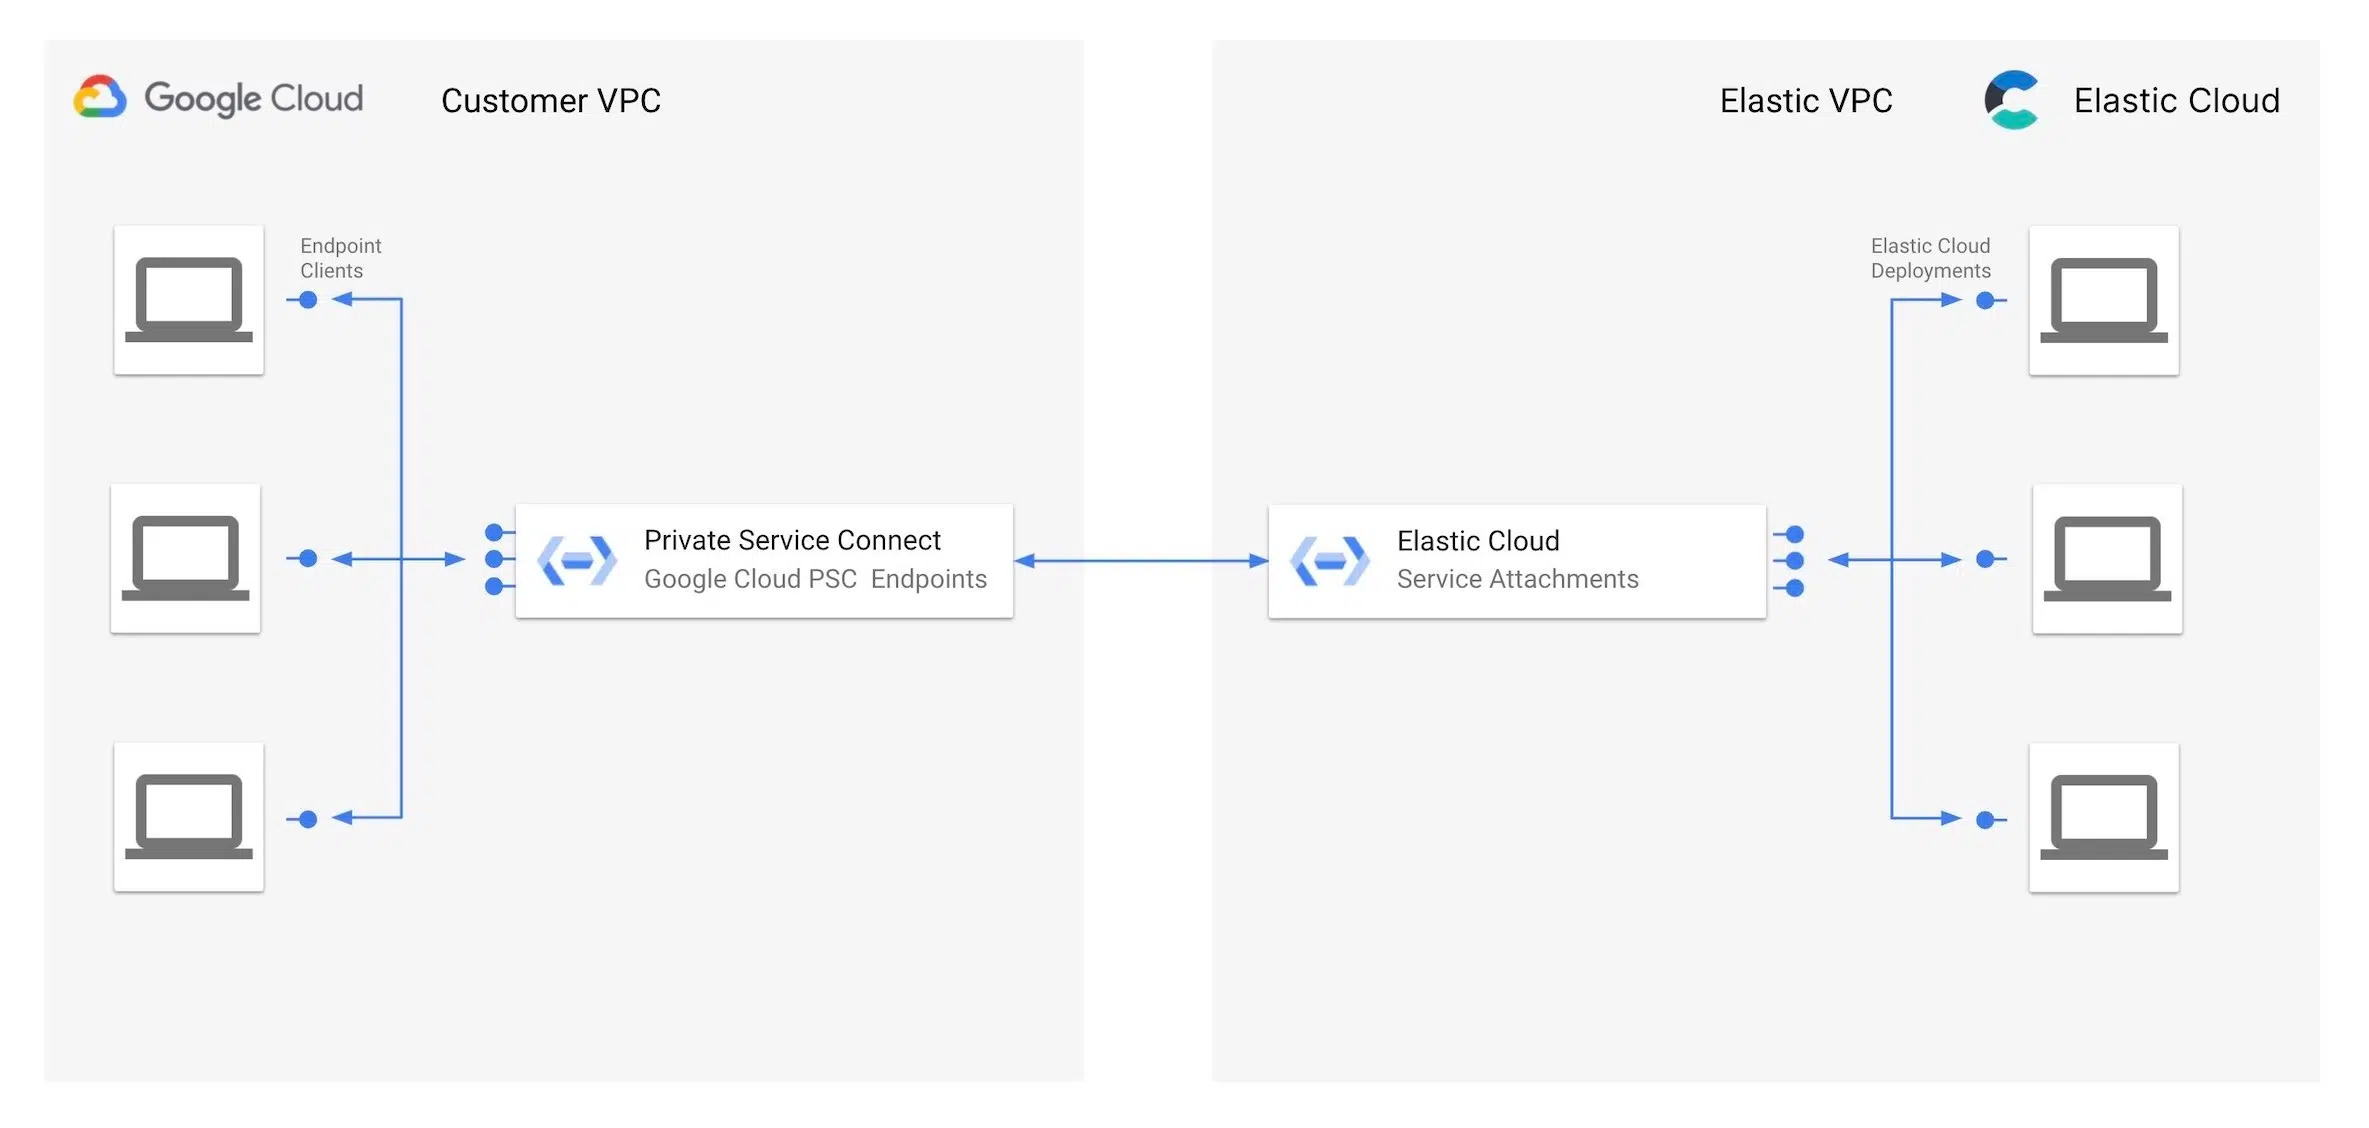 Google Cloud
Customer VPC
Elastic VPC
Elastic Cloud
Endpoint
Clients
Elastic Cloud
Deployments
Private Service Connect
Google Cloud PSC  Endpoints
Elastic Cloud
Service Attachments